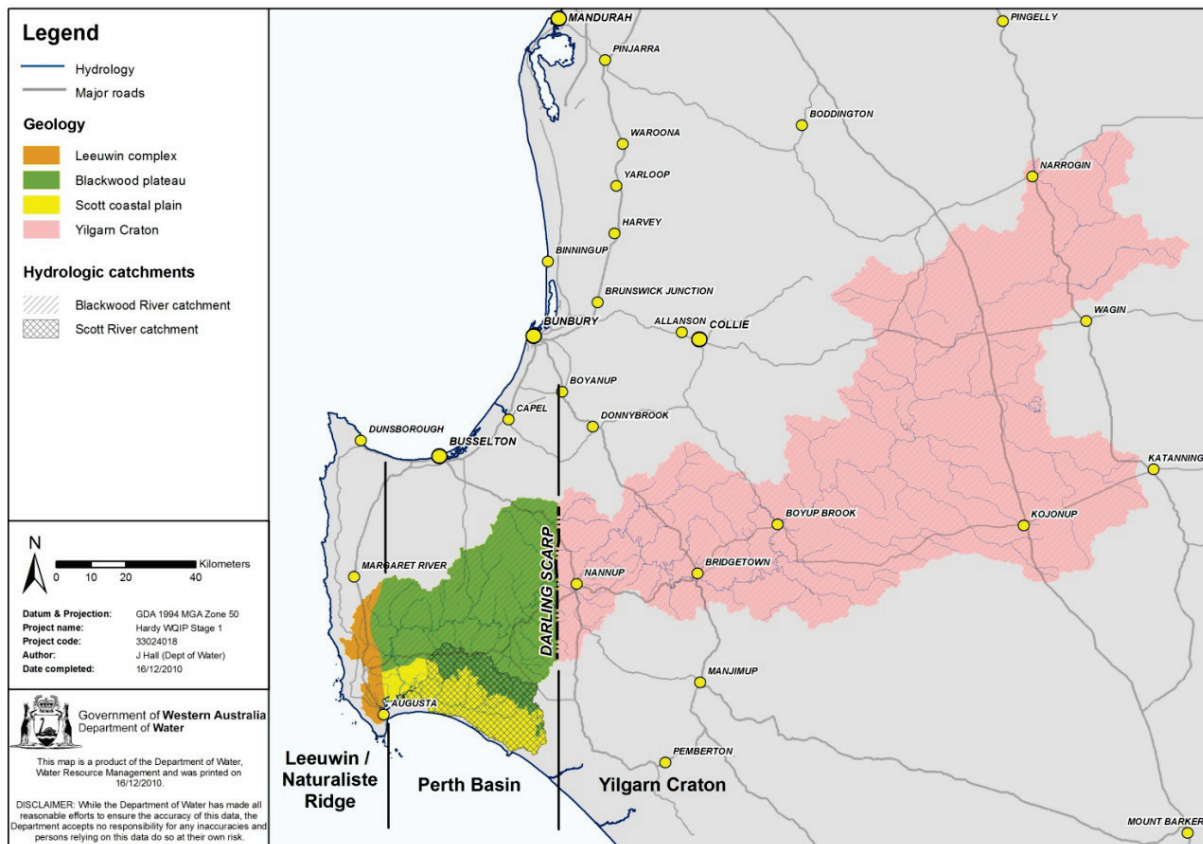 Legend
Hydrology
Major roads
Geology
Leeuwin complex
Blackwood plateau
Scott coastal plain
Yilgarn Craton
Hydrologic catchments
Blackwood River catchment
Scott River catchment
N
0 10 20 40 Kilometers
Datum & Projection: GDA 1994 MGA Zone 50
Project name: Hardy WQIP Stage 1
Project code: 33024018
Author: J Hall (Dept of Water)
Date completed: 16/12/2010
Government of Western Australia
Department of Water
This map is a product of the Department of Water,
Water Resource Management and was printed on
16/12/2010.
DISCLAIMER: While the Department of Water has made all
reasonable efforts to ensure the accuracy of this data, the
Department accepts no responsibility for any inaccuracies and
persons relying on this data do so at their own risk.
MANDURAH
PINGELLY
PINJARRA
BODDINGTON
WAROONA
NARROGIN
YARLOOP
HARVEY
BINNINGUP
BRUNSWICK JUNCTION
WAGIN
BUNBURY
ALLANSON
COLLIE
BOYANUP
CAPEL
DONNYBROOK
DUNSBOROUGH
BUSSELTON
KATANNING
BOYUP BROOK
KOJONUP
MARGARET RIVER
DARLING SCARP
NANNUP
BRIDGETOWN
MANJIMUP
AUGUSTA
PEMBERTON
Leeuwin /
Naturaliste
Ridge
Perth Basin
Yilgarn Craton
MOUNT BARKER